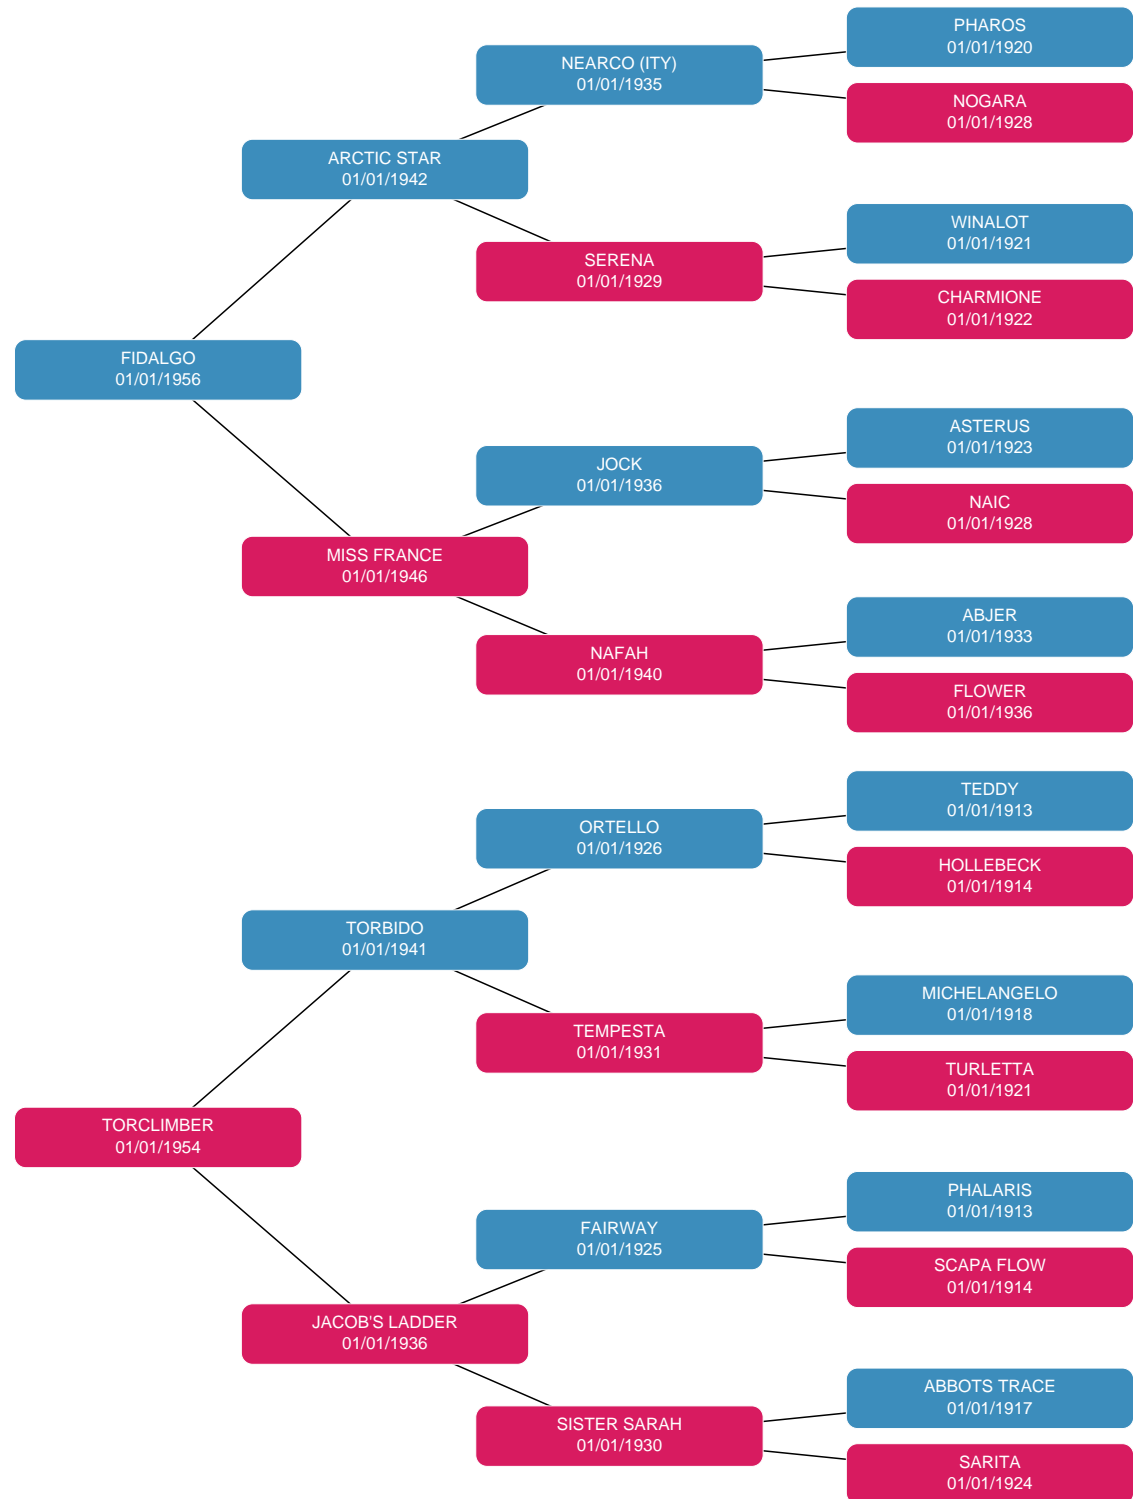 PHAROS
01/01/1920
NEARCO (ITY)
01/01/1935
NOGARA
01/01/1928
ARCTIC STAR
01/01/1942
WINALOT
01/01/1921
SERENA
01/01/1929
CHARMIONE
01/01/1922
FIDALGO
01/01/1956
ASTERUS
01/01/1923
JOCK
01/01/1936
NAIC
01/01/1928
MISS FRANCE
01/01/1946
ABJER
01/01/1933
NAFAH
01/01/1940
FLOWER
01/01/1936
TEDDY
01/01/1913
ORTELLO
01/01/1926
HOLLEBECK
01/01/1914
TORBIDO
01/01/1941
MICHELANGELO
01/01/1918
TEMPESTA
01/01/1931
TURLETTA
01/01/1921
TORCLIMBER
01/01/1954
PHALARIS
01/01/1913
FAIRWAY
01/01/1925
SCAPA FLOW
01/01/1914
JACOB'S LADDER
01/01/1936
ABBOTS TRACE
01/01/1917
SISTER SARAH
01/01/1930
SARITA
01/01/1924